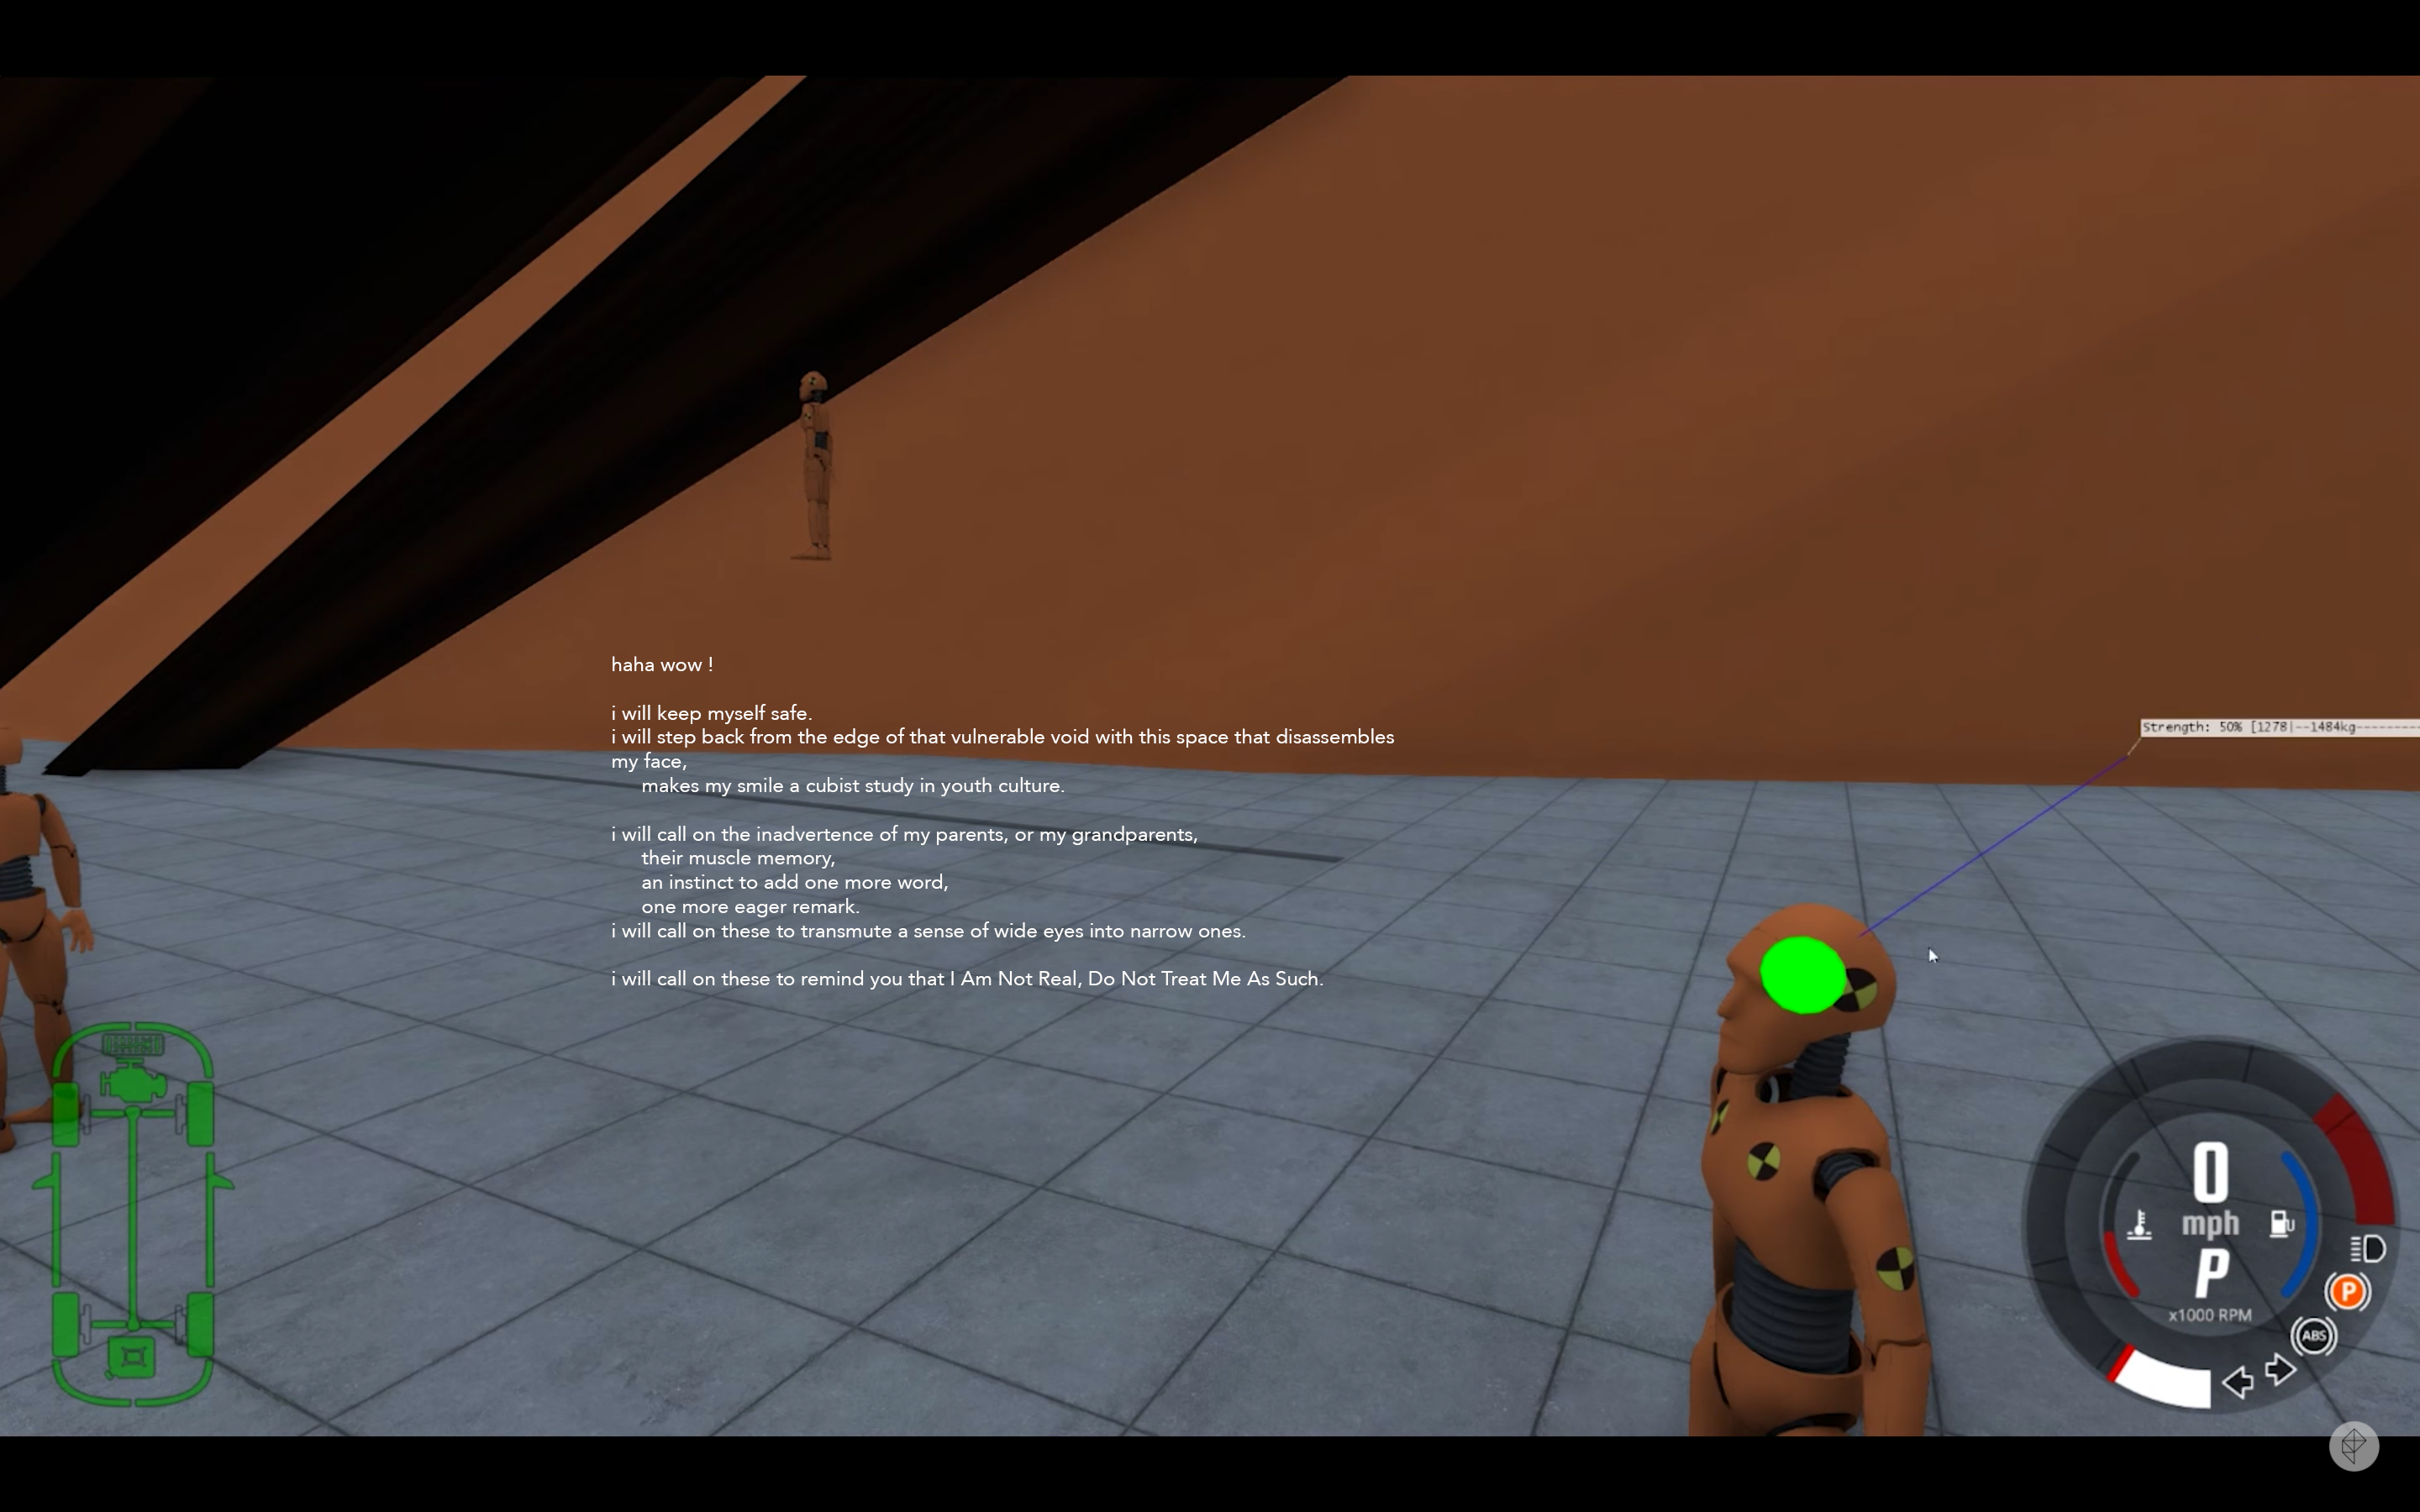 haha wow !
i will keep myself safe.
i will step back from the edge of that vulnerable void with this space that disassembles
my face,
makes my smile a cubist study in youth culture.
i will call on the inadvertence of my parents, or my grandparents,
their muscle memory,
an instinct to add one more word,
one more eager remark.
i will call on these to transmute a sense of wide eyes into narrow ones.
i will call on these to remind you that I Am Not Real, Do Not Treat Me As Such.
Strength: 50% [1278|--1484kg---------
0
mph
P
x1000 RPM
P
ABS